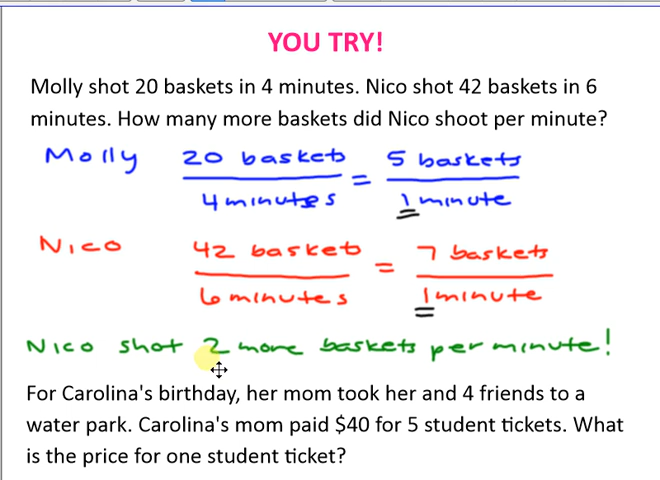 YOU TRY!
Molly shot 20 baskets in 4 minutes. Nico shot 42 baskets in 6
minutes. How many more baskets did Nico shoot per minute?
Molly 20 baskets / 4 minutes = 5 baskets / 1 minute
Nico 42 baskets / 6 minutes = 7 baskets / 1 minute
Nico shot 2 more baskets per minute!
For Carolina's birthday, her mom took her and 4 friends to a
water park. Carolina's mom paid $40 for 5 student tickets. What
is the price for one student ticket?